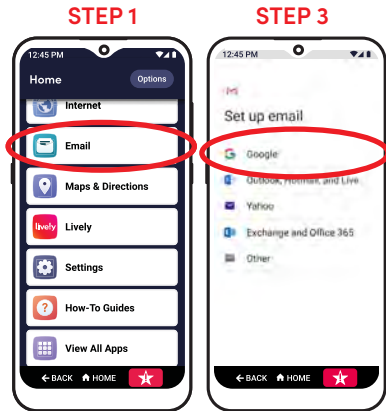 STEP 1
12:45 PM
Home
Options
Internet
Email
Maps & Directions
lively
Lively
Settings
?
How-To Guides
View All Apps
BACK
HOME
STEP 3
12:45 PM
Set up email
Google
Outlook, Hotmail, and Live
Yahoo
Exchange and Office 365
Other
BACK
HOME